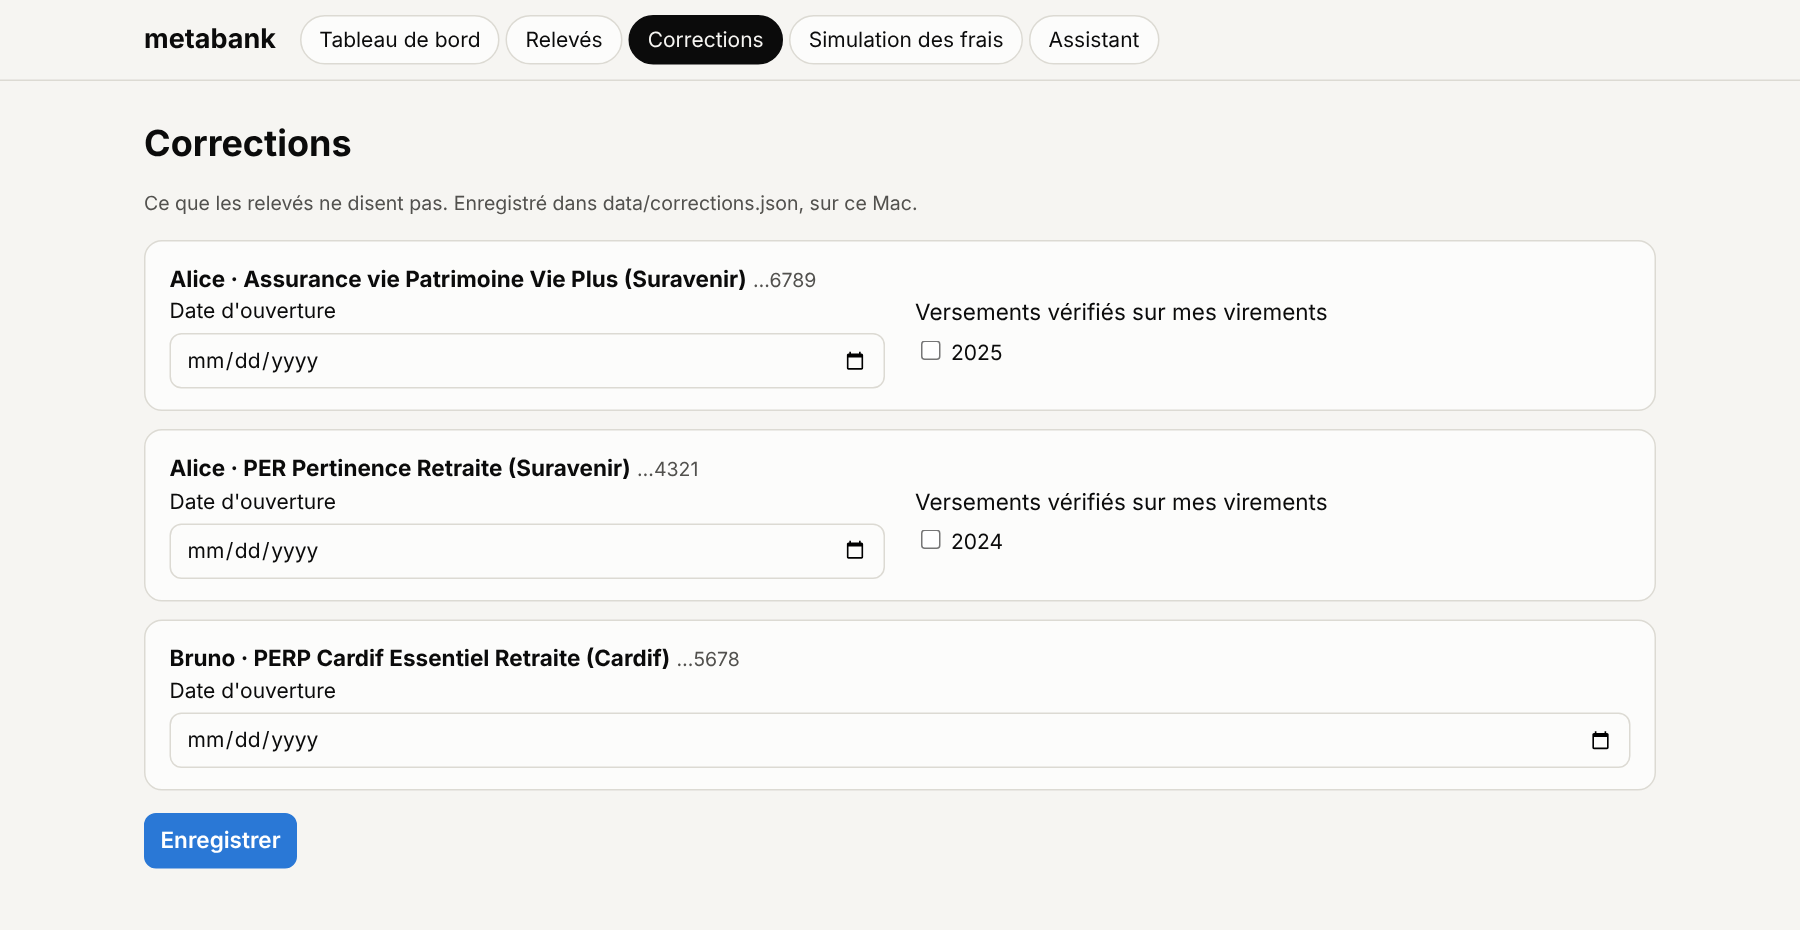 metabank Tableau de bord Relevés Corrections Simulation des frais Assistant
Corrections
Ce que les relevés ne disent pas. Enregistré dans data/corrections.json, sur ce Mac.
Alice · Assurance vie Patrimoine Vie Plus (Suravenir) ...6789
Date d'ouverture
Versements vérifiés sur mes virements
mm/dd/yyyy
2025
Alice · PER Pertinence Retraite (Suravenir) ...4321
Date d'ouverture
Versements vérifiés sur mes virements
mm/dd/yyyy
2024
Bruno · PERP Cardif Essentiel Retraite (Cardif) ...5678
Date d'ouverture
mm/dd/yyyy
Enregistrer